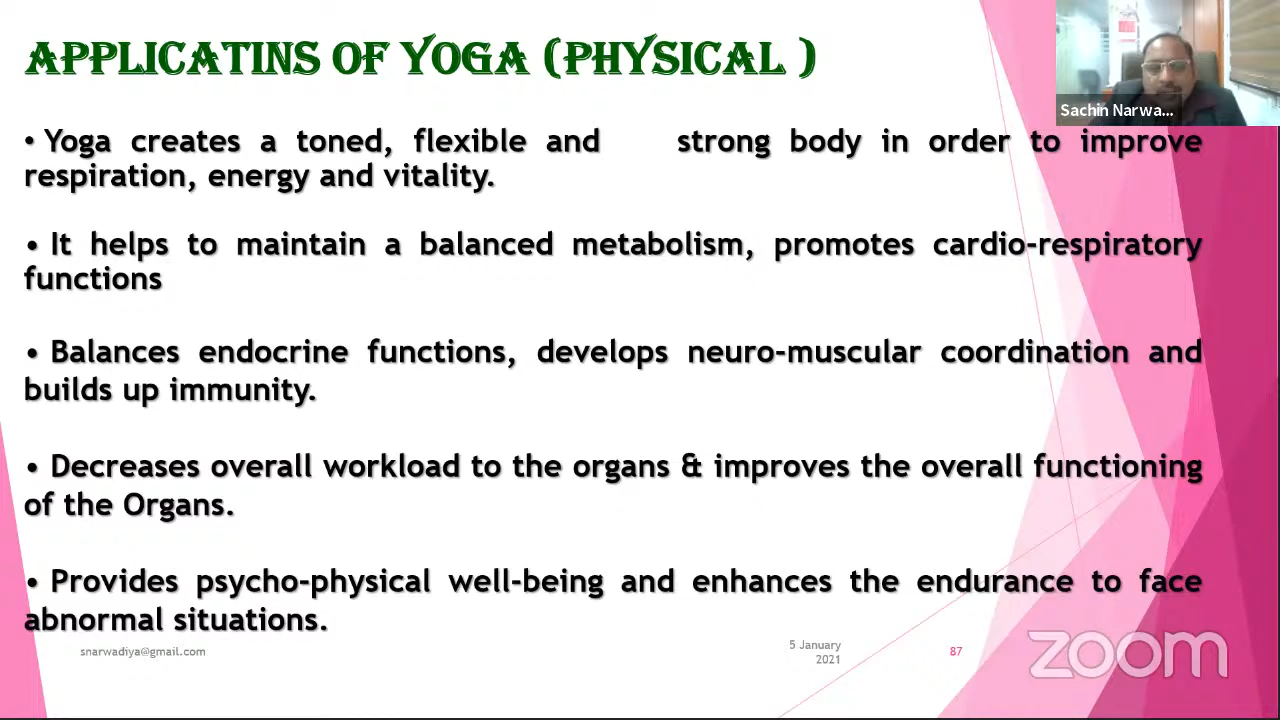 APPLICATINS OF YOGA (PHYSICAL )
Sachin Narwa...
• Yoga creates a toned, flexible and strong body in order to improve
respiration, energy and vitality.
• It helps to maintain a balanced metabolism, promotes cardio-respiratory
functions
• Balances endocrine functions, develops neuro-muscular coordination and
builds up immunity.
• Decreases overall workload to the organs & improves the overall functioning
of the Organs.
• Provides psycho-physical well-being and enhances the endurance to face
abnormal situations.
snarwadiya@gmail.com
5 January
2021
87
zoom